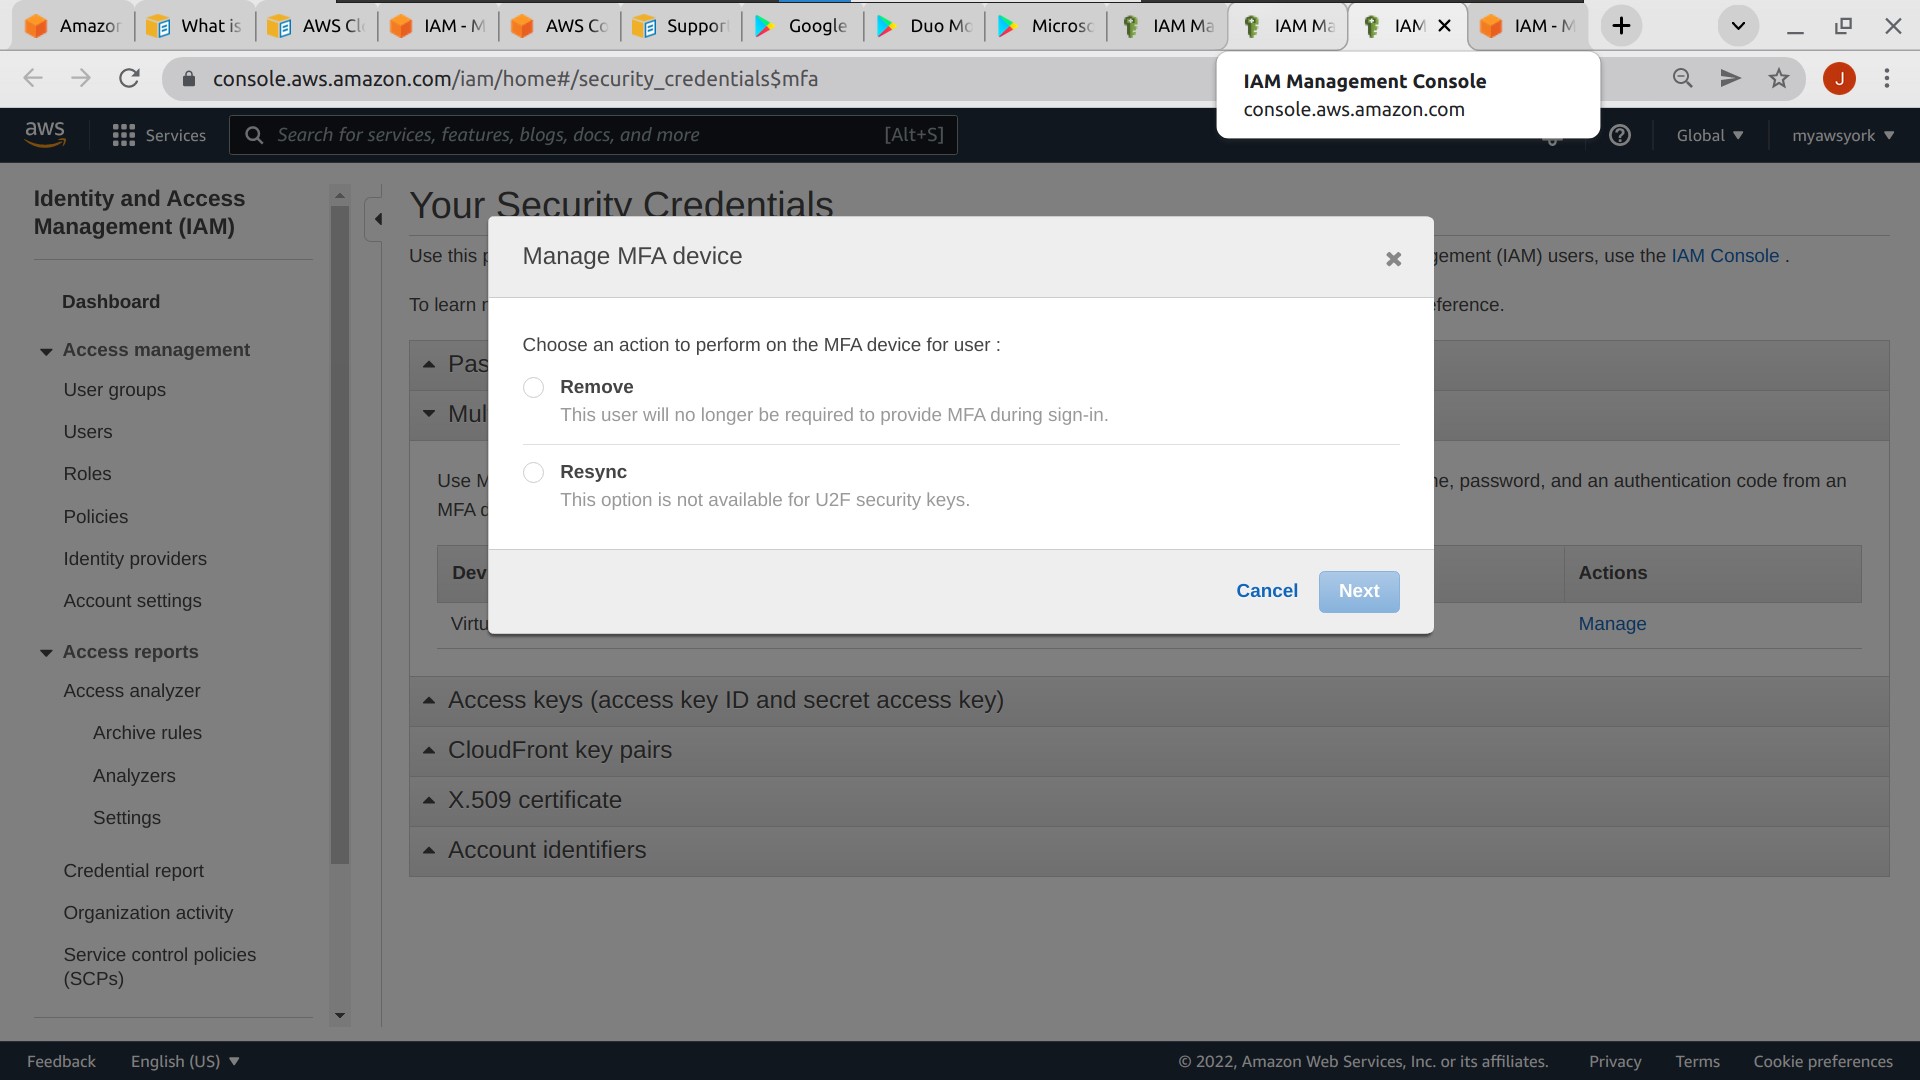 Amazon
What is
AWS Cl
IAM - M
AWS Co
Support
Google
Duo Mo
Microso
IAM Ma
IAM Ma
IAM
IAM - M
console.aws.amazon.com/iam/home#/security_credentials$mfa
J
IAM Management Console
console.aws.amazon.com
aws
Services
Search for services, features, blogs, docs, and more
[Alt+S]
Global
myawsyork
Identity and Access
Management (IAM)
Dashboard
Access management
User groups
Users
Roles
Policies
Identity providers
Account settings
Access reports
Access analyzer
Archive rules
Analyzers
Settings
Credential report
Organization activity
Service control policies
(SCPs)
Your Security Credentials
Use this p
gement (IAM) users, use the IAM Console .
To learn
ference.
Pas
Mul
Use M
e, password, and an authentication code from an
MFA d
Dev
Actions
Virtu
Manage
Manage MFA device
Choose an action to perform on the MFA device for user :
Remove
This user will no longer be required to provide MFA during sign-in.
Resync
This option is not available for U2F security keys.
Cancel
Next
Access keys (access key ID and secret access key)
CloudFront key pairs
X.509 certificate
Account identifiers
Feedback
English (US)
© 2022, Amazon Web Services, Inc. or its affiliates.
Privacy
Terms
Cookie preferences